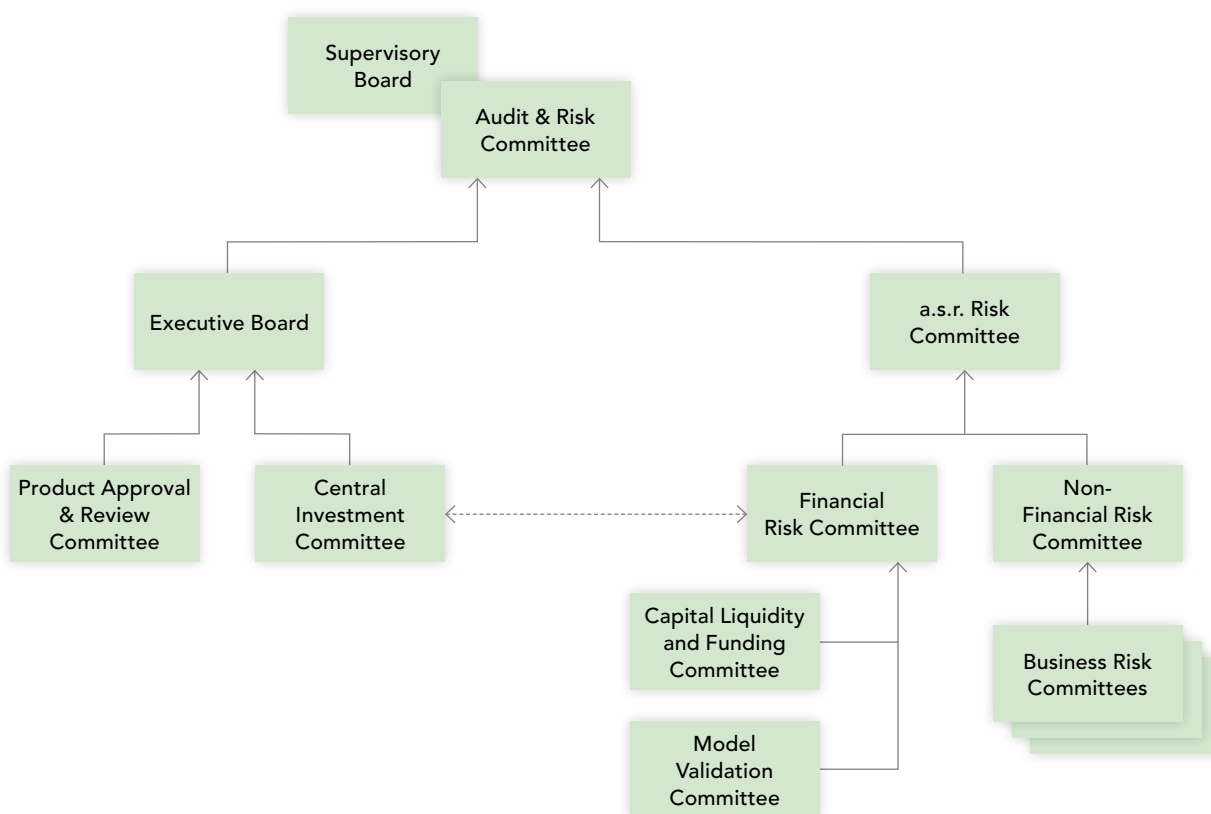 Supervisory
Board
Audit & Risk
Committee
Executive Board
a.s.r. Risk
Committee
Product Approval
& Review
Committee
Central
Investment
Committee
Financial
Risk Committee
Non-
Financial Risk
Committee
Capital Liquidity
and Funding
Committee
Business Risk
Committees
Model
Validation
Committee